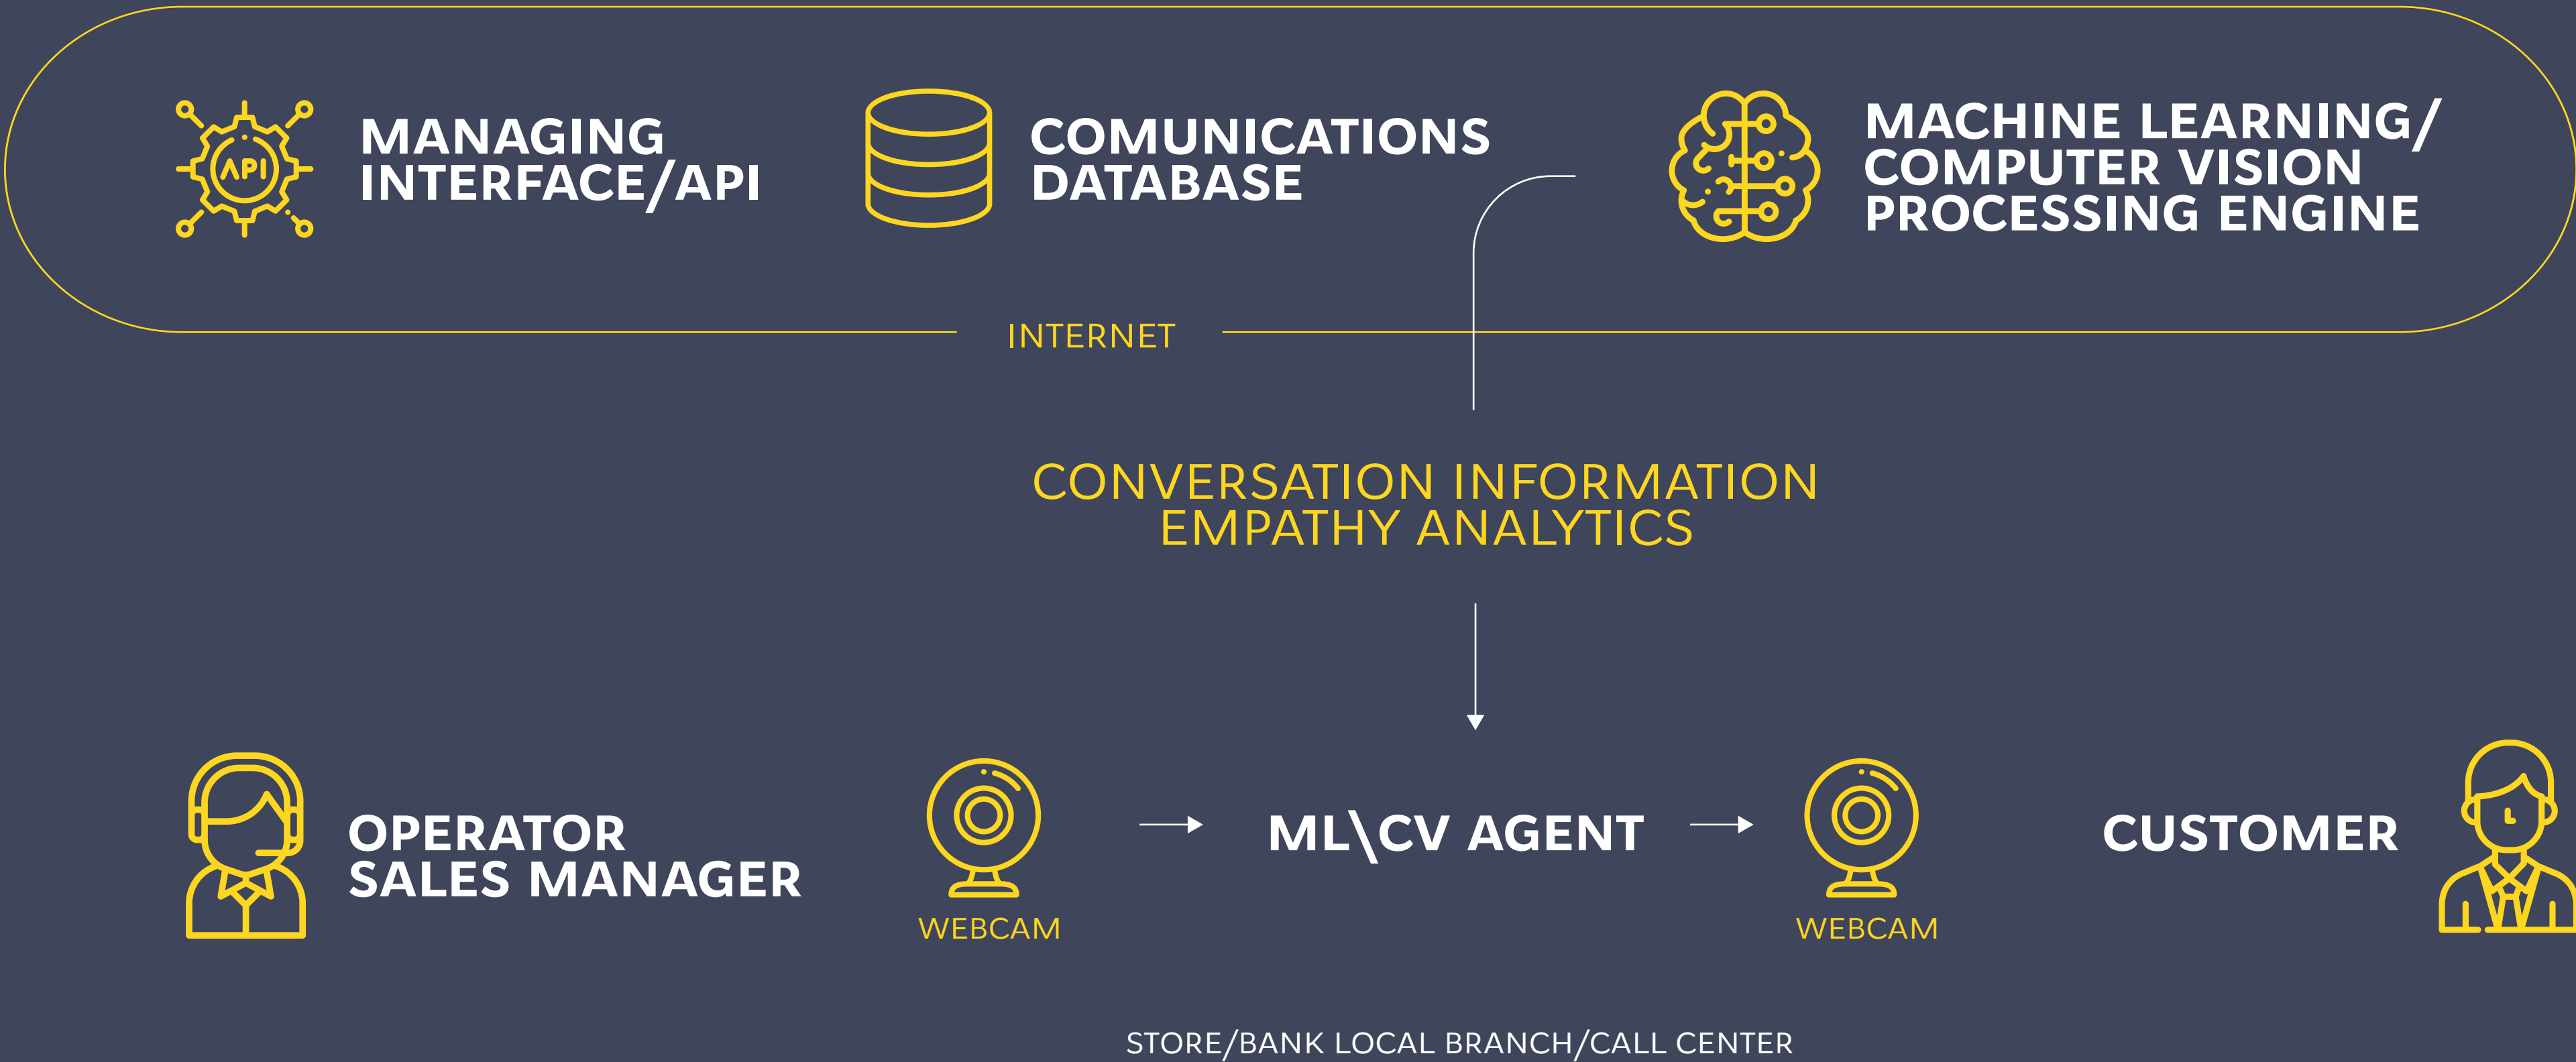 API
MANAGING
INTERFACE/API
COMUNICATIONS
DATABASE
MACHINE LEARNING/
COMPUTER VISION
PROCESSING ENGINE
INTERNET
CONVERSATION INFORMATION
EMPATHY ANALYTICS
OPERATOR
SALES MANAGER
WEBCAM
ML\CV AGENT
WEBCAM
CUSTOMER
STORE/BANK LOCAL BRANCH/CALL CENTER